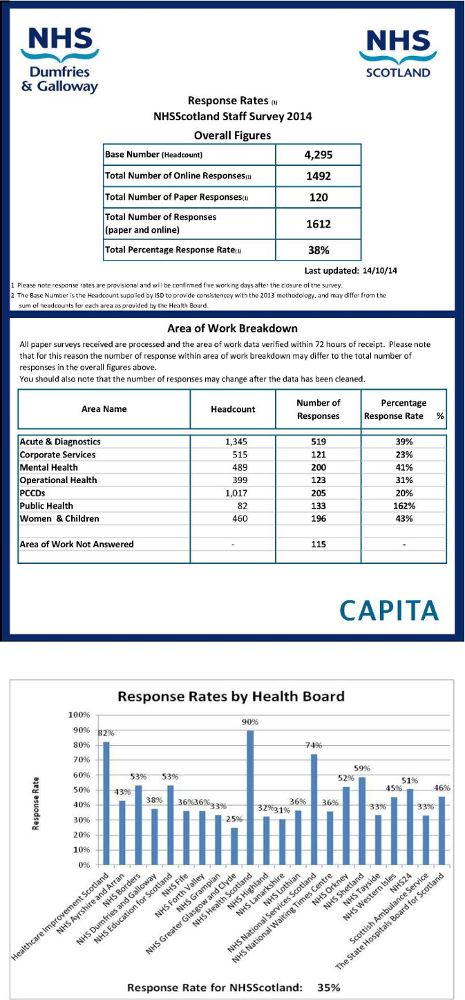 NHS
Dumfries
& Galloway
NHS
SCOTLAND
Response Rates (1)
NHSScotland Staff Survey 2014
Overall Figures
Base Number (Headcount) 4,295
Total Number of Online Responses(1) 1492
Total Number of Paper Responses(1) 120
Total Number of Responses
(paper and online) 1612
Total Percentage Response Rate(1) 38%
Last updated: 14/10/14
1 Please note response rates are provisional and will be confirmed five working days after the closure of the survey.
2 The Base Number is the Headcount supplied by ISD to provide consistencey with the 2013 methodology, and may differ from the
sum of headcounts for each area as provided by the Health Board.
Area of Work Breakdown
All paper surveys received are processed and the area of work data verified within 72 hours of receipt. Please note
that for this reason the number of response within area of work breakdown may differ to the total number of
responses in the overall figures above.
You should also note that the number of responses may change after the data has been cleaned.
Area Name Headcount Number of Responses Percentage Response Rate %
Acute & Diagnostics 1,345 519 39%
Corporate Services 515 121 23%
Mental Health 489 200 41%
Operational Health 399 123 31%
PCCDs 1,017 205 20%
Public Health 82 133 162%
Women & Children 460 196 43%
Area of Work Not Answered - 115 -
CAPITA
Response Rates by Health Board
Response Rate
100%
90%
80%
70%
60%
50%
40%
30%
20%
10%
0%
82%
43%
53%
38%
53%
36%
36%
33%
25%
90%
32%
31%
36%
74%
36%
52%
59%
33%
45%
51%
33%
46%
Healthcare Improvement Scotland
NHS Ayrshire and Arran
NHS Borders
NHS Dumfries and Galloway
NHS Education for Scotland
NHS Fife
NHS Forth Valley
NHS Grampian
NHS Greater Glasgow and Clyde
NHS Health Scotland
NHS Highland
NHS Lanarkshire
NHS Lothian
NHS National Services Scotland
NHS National Waiting Times Centre
NHS Orkney
NHS Shetland
NHS Tayside
NHS Western Isles
NHS24
Scottish Ambulance Service
The State Hospitals Board for Scotland
Response Rate for NHSScotland: 35%